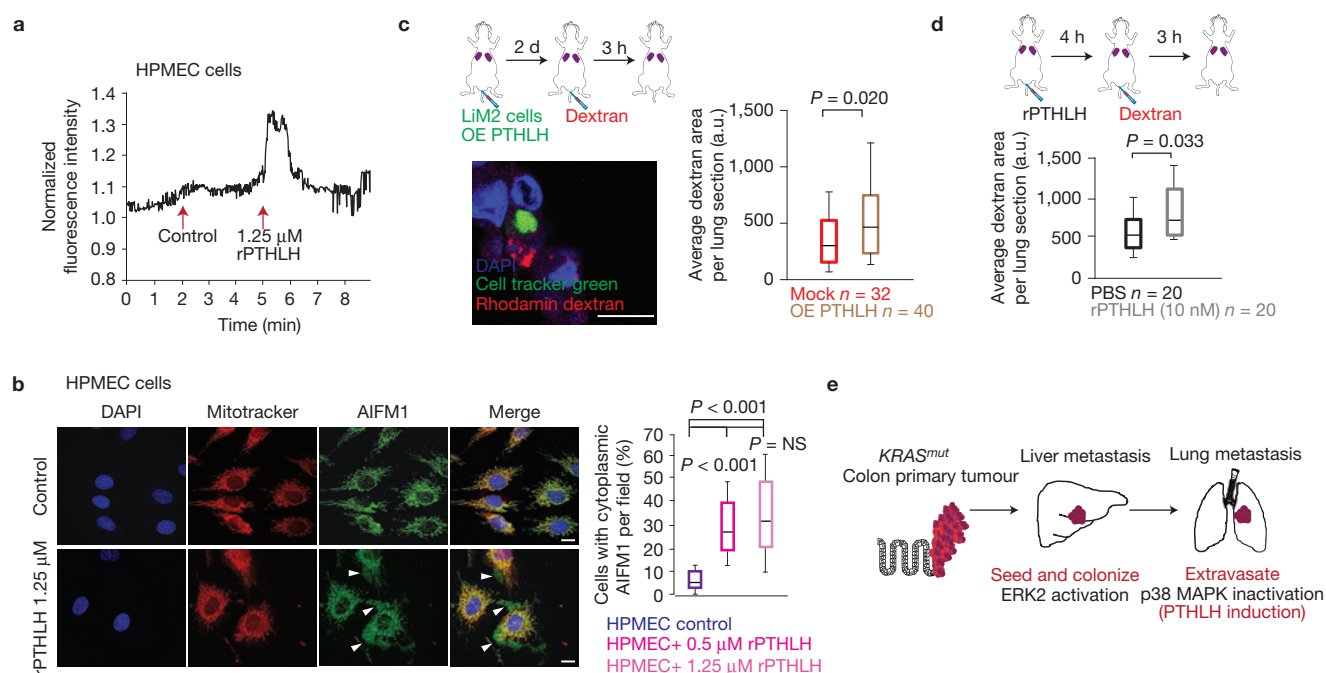 a
HPMEC cells
Normalized
fluorescence intensity
1.4
1.3
1.2
1.1
1.0
0.9
0.8
Control
1.25 μM
rPTHLH
0 1 2 3 4 5 6 7 8
Time (min)
c
2 d
3 h
LiM2 cells
OE PTHLH
Dextran
DAPI
Cell tracker green
Rhodamin dextran
Average dextran area
per lung section (a.u.)
1,500
1,000
500
0
P = 0.020
Mock n = 32
OE PTHLH n = 40
d
4 h
3 h
rPTHLH
Dextran
Average dextran area
per lung section (a.u.)
1,500
1,000
500
0
P = 0.033
PBS n = 20
rPTHLH (10 nM) n = 20
b
HPMEC cells
DAPI
Mitotracker
AIFM1
Merge
Control
rPTHLH 1.25 μM
Cells with cytoplasmic
AIFM1 per field (%)
70
60
50
40
30
20
10
0
P < 0.001
P = NS
P < 0.001
HPMEC control
HPMEC+ 0.5 μM rPTHLH
HPMEC+ 1.25 μM rPTHLH
e
KRASmut
Colon primary tumour
Liver metastasis
Lung metastasis
Seed and colonize
ERK2 activation
Extravasate
p38 MAPK inactivation
(PTHLH induction)